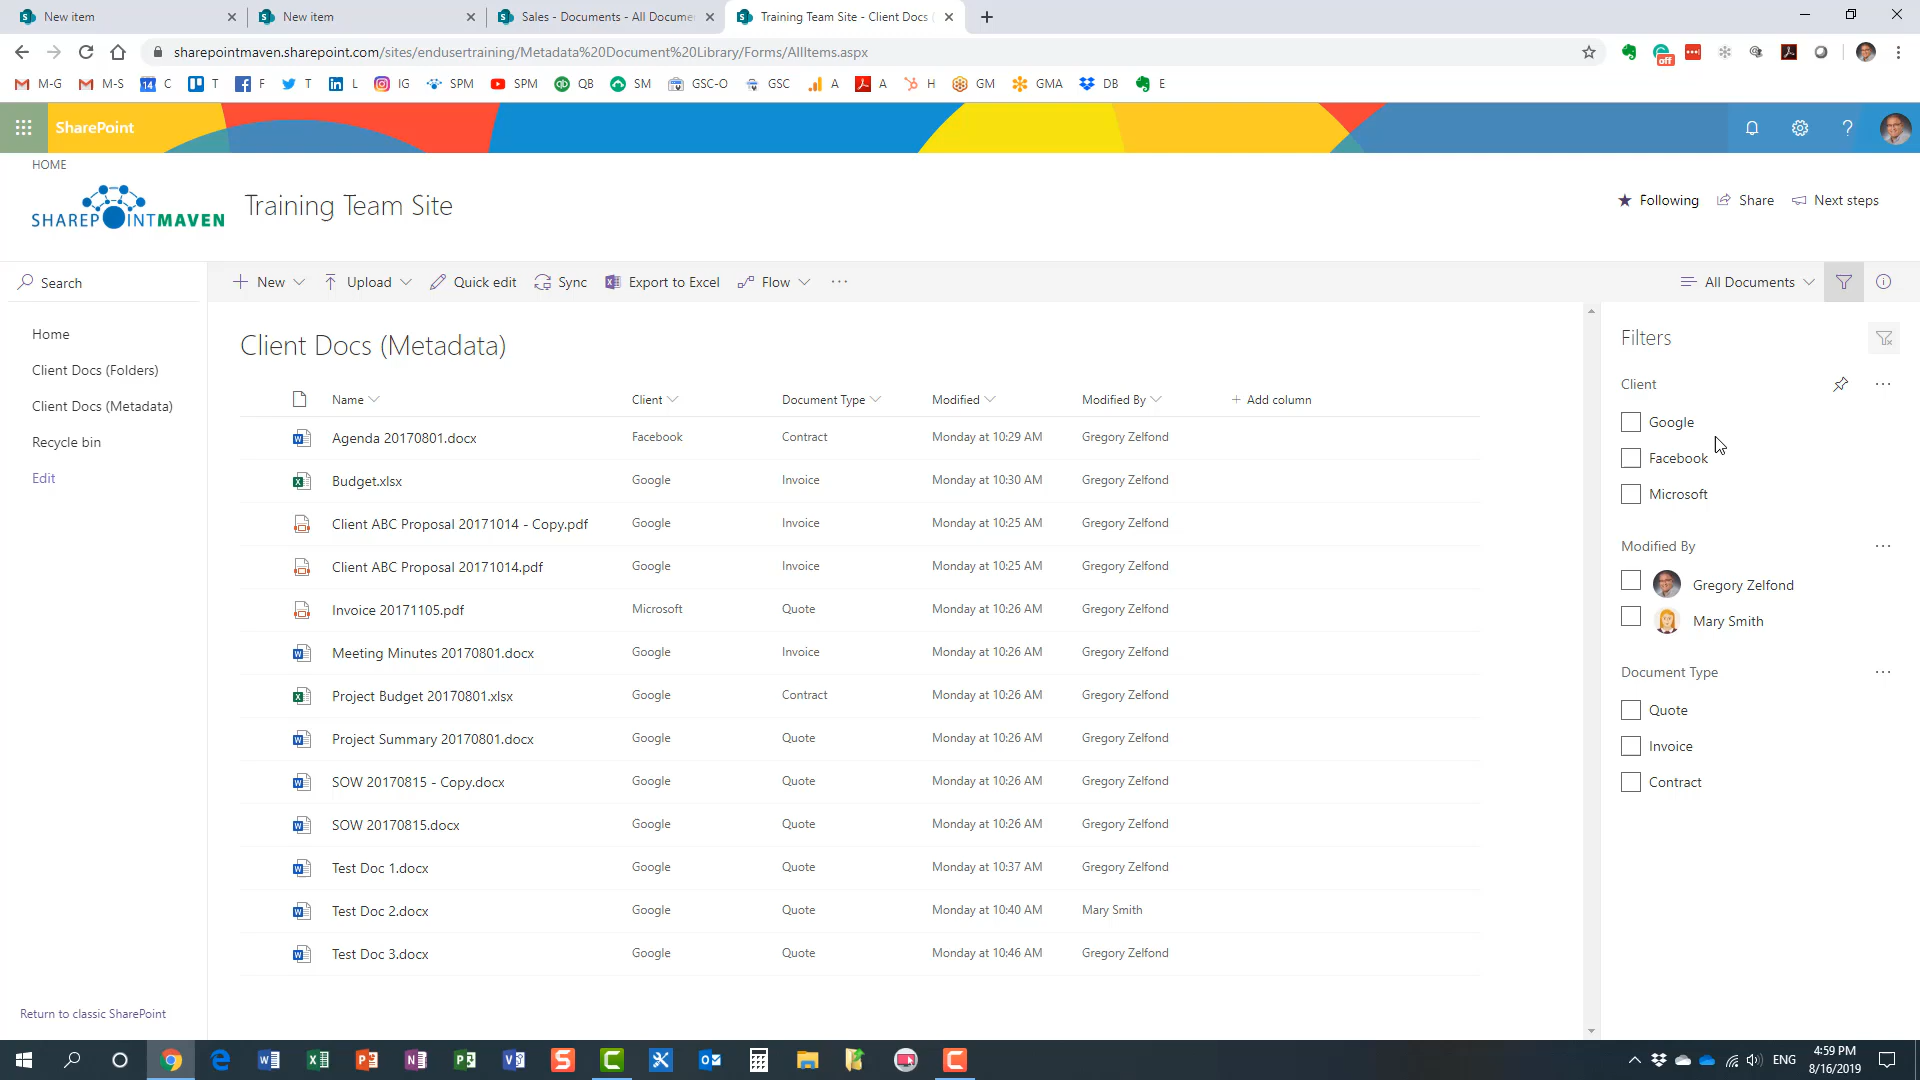 New item
New item
Sales - Documents - All Docume
Training Team Site - Client Docs (
sharepointmaven.sharepoint.com/sites/endusertraining/Metadata%20Document%20Library/Forms/AllItems.aspx
off
M-G M-S 14 C T F T L IG SPM SPM QB SM GSC-O GSC A A H GM GMA DB E
SharePoint
HOME
SHAREPOINTMAVEN
Training Team Site
Following Share Next steps
Search
New Upload Quick edit Sync Export to Excel Flow
All Documents
Home
Client Docs (Folders)
Client Docs (Metadata)
Recycle bin
Edit
Return to classic SharePoint
Client Docs (Metadata)
Name Client Document Type Modified Modified By + Add column
Agenda 20170801.docx Facebook Contract Monday at 10:29 AM Gregory Zelfond
Budget.xlsx Google Invoice Monday at 10:30 AM Gregory Zelfond
Client ABC Proposal 20171014 - Copy.pdf Google Invoice Monday at 10:25 AM Gregory Zelfond
Client ABC Proposal 20171014.pdf Google Invoice Monday at 10:25 AM Gregory Zelfond
Invoice 20171105.pdf Microsoft Quote Monday at 10:26 AM Gregory Zelfond
Meeting Minutes 20170801.docx Google Invoice Monday at 10:26 AM Gregory Zelfond
Project Budget 20170801.xlsx Google Contract Monday at 10:26 AM Gregory Zelfond
Project Summary 20170801.docx Google Quote Monday at 10:26 AM Gregory Zelfond
SOW 20170815 - Copy.docx Google Quote Monday at 10:26 AM Gregory Zelfond
SOW 20170815.docx Google Quote Monday at 10:26 AM Gregory Zelfond
Test Doc 1.docx Google Quote Monday at 10:37 AM Gregory Zelfond
Test Doc 2.docx Google Quote Monday at 10:40 AM Mary Smith
Test Doc 3.docx Google Quote Monday at 10:46 AM Gregory Zelfond
Filters
Client
Google
Facebook
Microsoft
Modified By
Gregory Zelfond
Mary Smith
Document Type
Quote
Invoice
Contract
ENG
4:59 PM
8/16/2019